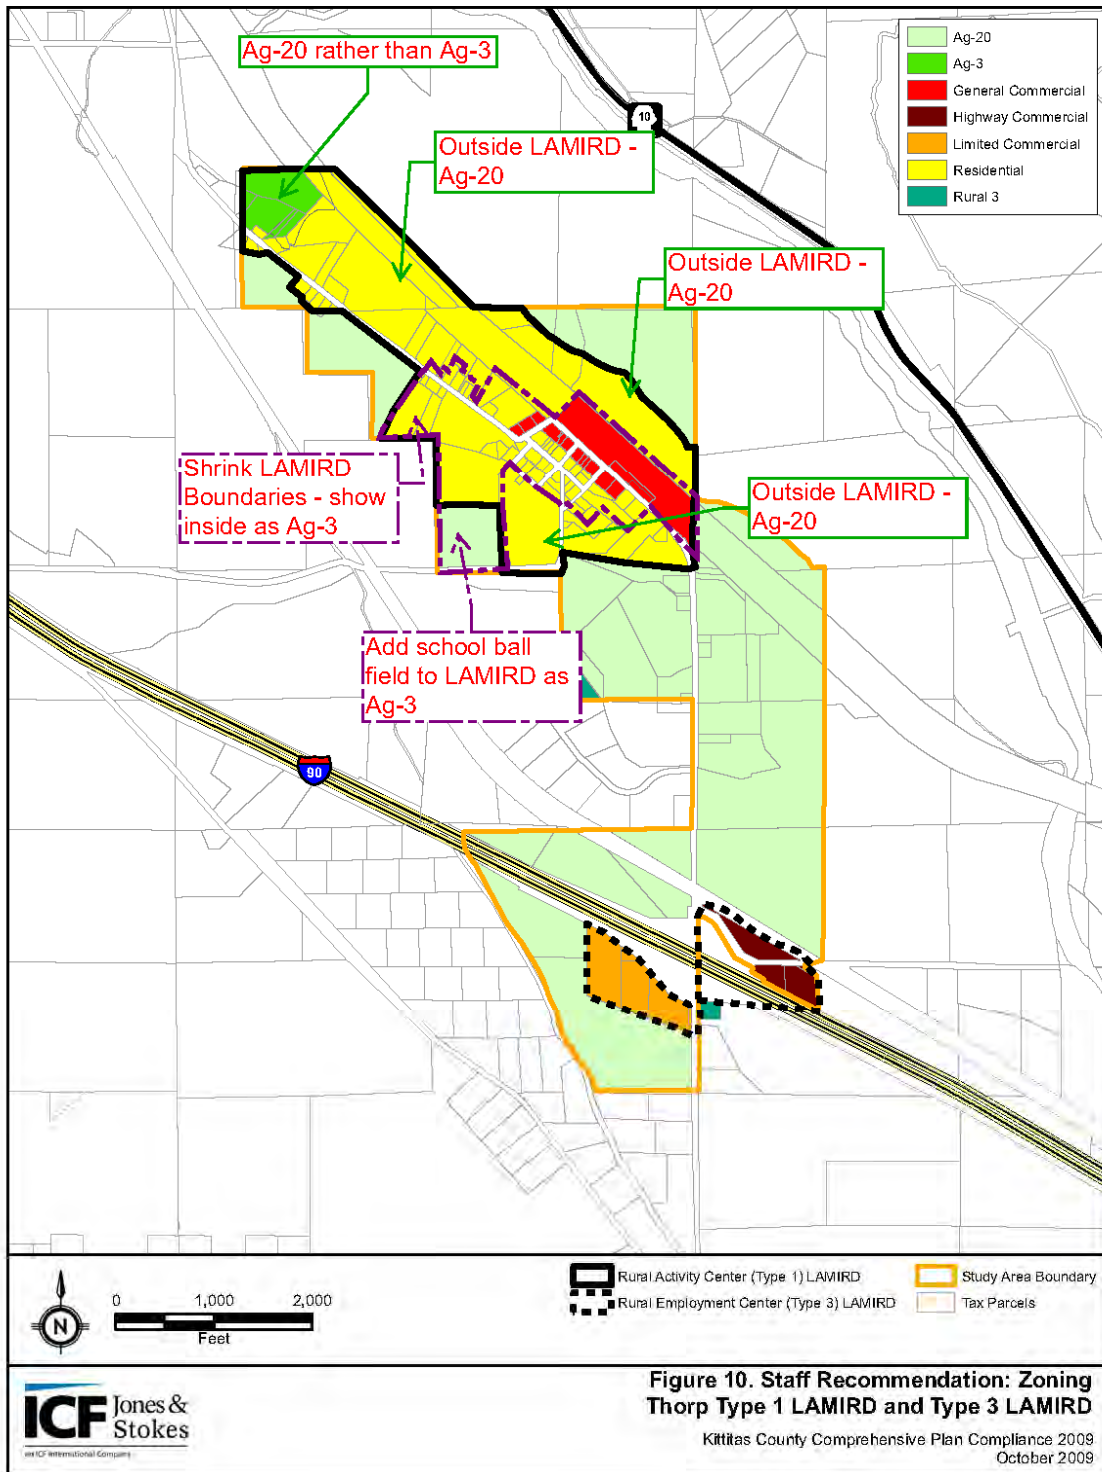 Ag-20 rather than Ag-3
Outside LAMIRD -
Ag-20
10
Ag-20
Ag-3
General Commercial
Highway Commercial
Limited Commercial
Residential
Rural 3
Outside LAMIRD -
Ag-20
Shrink LAMIRD
Boundaries - show
inside as Ag-3
Outside LAMIRD -
Ag-20
Add school ball
field to LAMIRD as
Ag-3
90
N
0 1,000 2,000
Feet
Rural Activity Center (Type 1) LAMIRD
Rural Employment Center (Type 3) LAMIRD
Study Area Boundary
Tax Parcels
ICF Jones &
Stokes
an ICF International Company
Figure 10. Staff Recommendation: Zoning
Thorp Type 1 LAMIRD and Type 3 LAMIRD
Kittitas County Comprehensive Plan Compliance 2009
October 2009